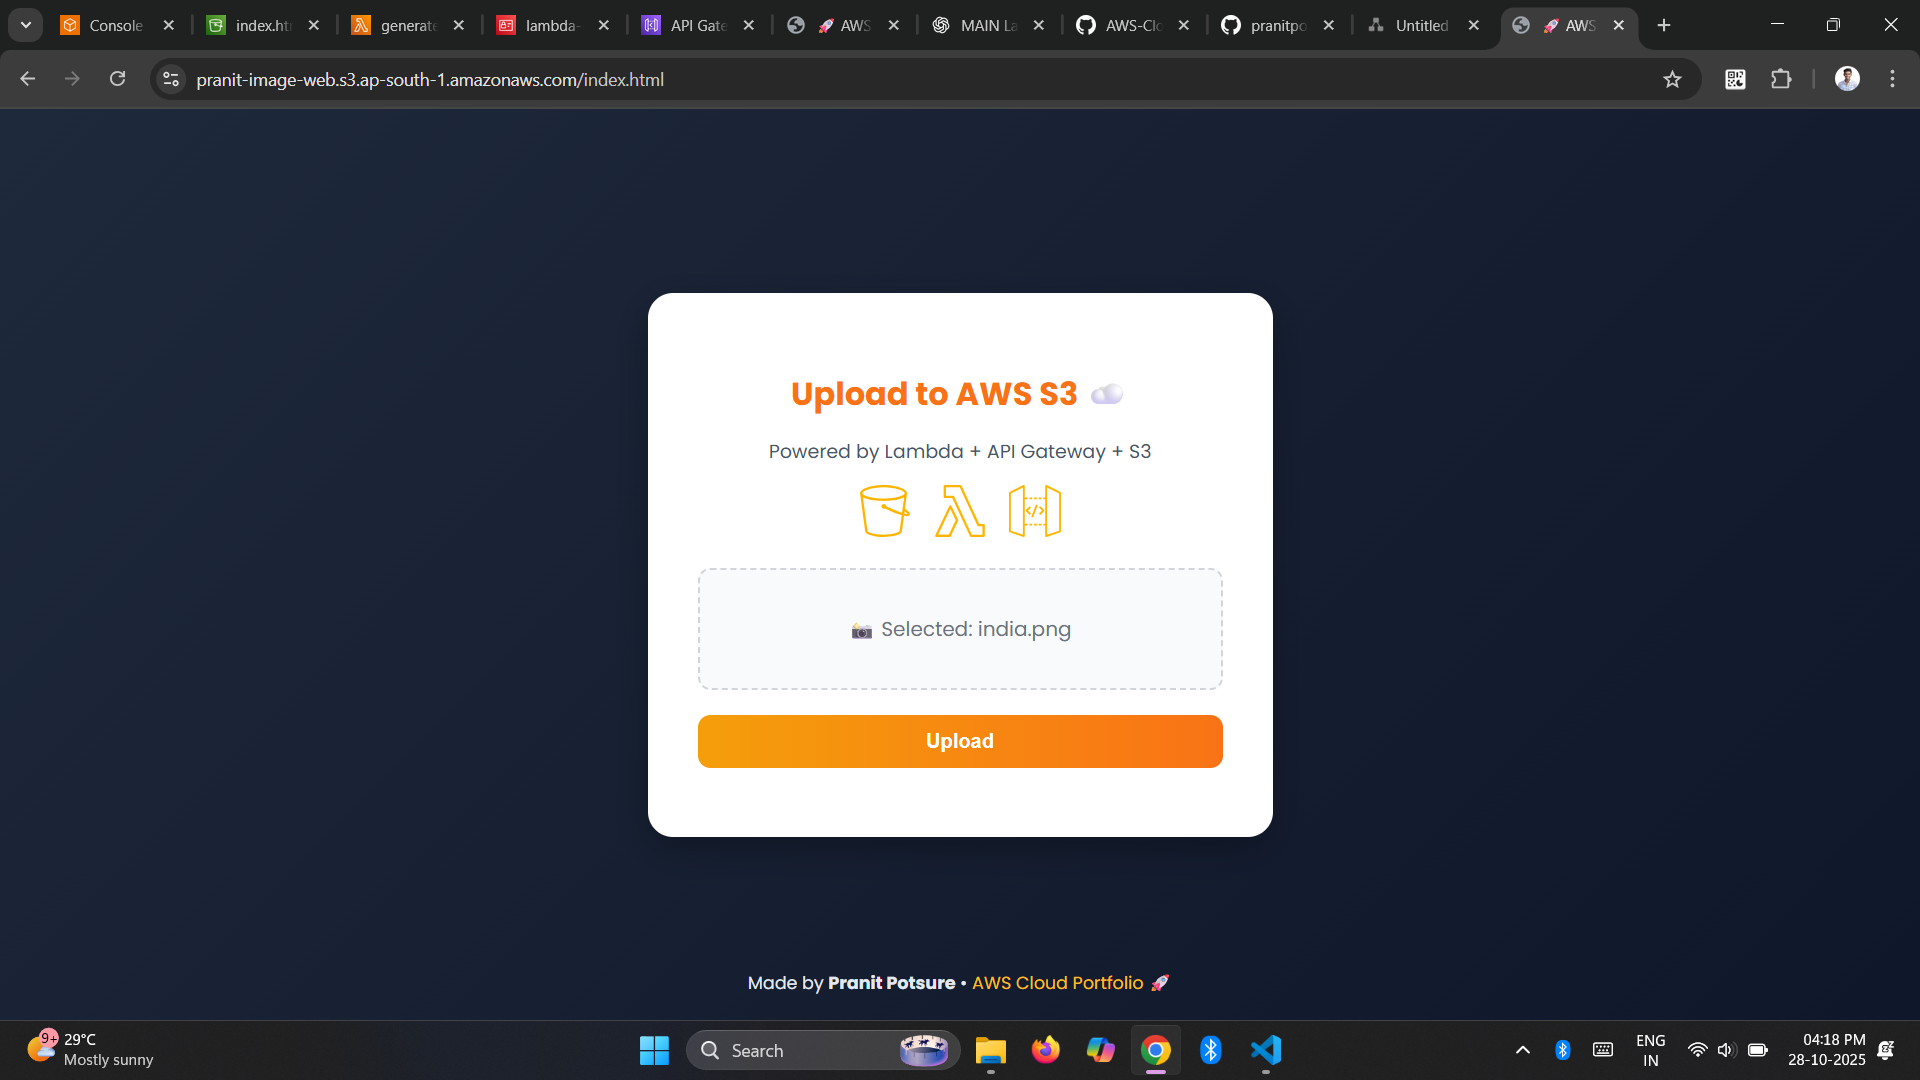 Console
index.ht
generate
lambda-
API Gate
🚀 AWS
MAIN La
AWS-Clo
pranitpo
Untitled
🚀 AWS
pranit-image-web.s3.ap-south-1.amazonaws.com/index.html
Upload to AWS S3 ☁️
Powered by Lambda + API Gateway + S3
</>
📸 Selected: india.png
Upload
Made by Pranit Potsure • AWS Cloud Portfolio 🚀
9+
29°C
Mostly sunny
Search
ENG
IN
04:18 PM
28-10-2025